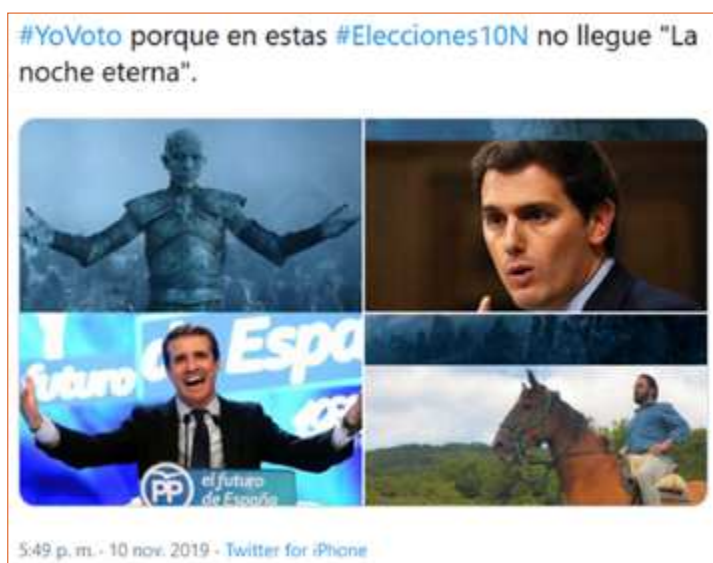 #YoVoto porque en estas #Elecciones10N no llegue "La
noche eterna".
de Espa
futuro
PP
el futuro
de España
5:49 p. m. · 10 nov. 2019 · Twitter for iPhone